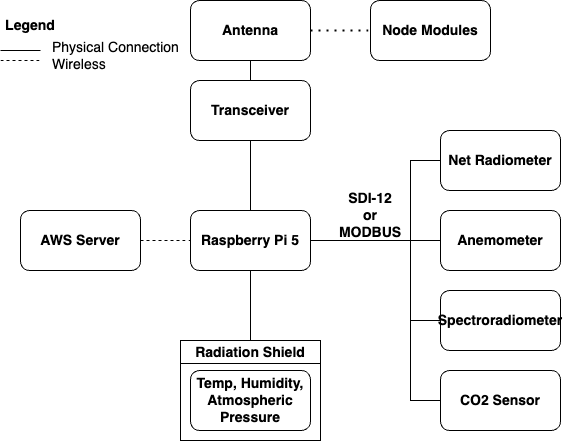 Legend
Physical Connection
Wireless
Antenna
Node Modules
Transceiver
Net Radiometer
SDI-12
or
MODBUS
AWS Server
Raspberry Pi 5
Anemometer
Spectroradiometer
Radiation Shield
Temp, Humidity,
Atmospheric
Pressure
CO2 Sensor